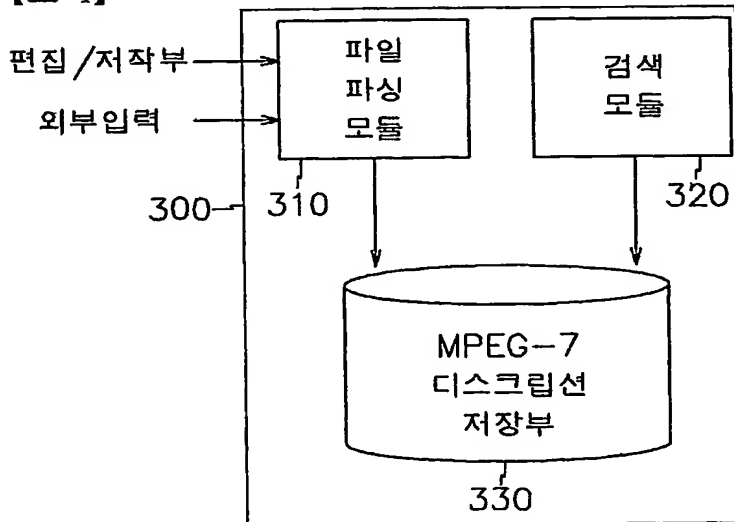 편집/저작부
외부입력
파일
파싱
모듈
검색
모듈
300
310
320
MPEG-7
디스크립션
저장부
330